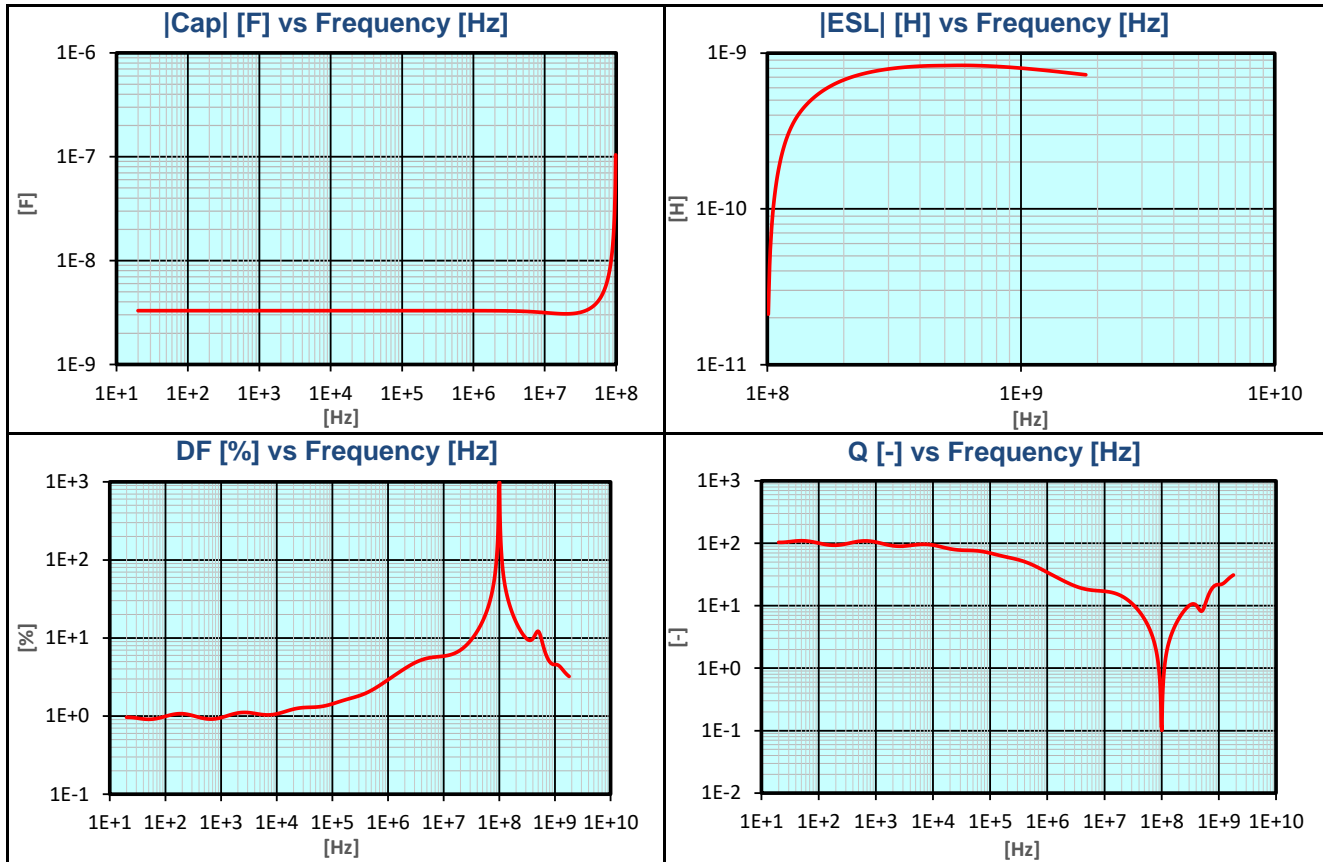 |Cap| [F] vs Frequency [Hz]
1E-6
1E-7
1E-8
1E-9
[F]
1E+1 1E+2 1E+3 1E+4 1E+5 1E+6 1E+7 1E+8
[Hz]
|ESL| [H] vs Frequency [Hz]
1E-9
1E-10
1E-11
[H]
1E+8 1E+9 1E+10
[Hz]
DF [%] vs Frequency [Hz]
1E+3
1E+2
1E+1
1E+0
1E-1
[%]
1E+1 1E+2 1E+3 1E+4 1E+5 1E+6 1E+7 1E+8 1E+9 1E+10
[Hz]
Q [-] vs Frequency [Hz]
1E+3
1E+2
1E+1
1E+0
1E-1
1E-2
[-]
1E+1 1E+2 1E+3 1E+4 1E+5 1E+6 1E+7 1E+8 1E+9 1E+10
[Hz]